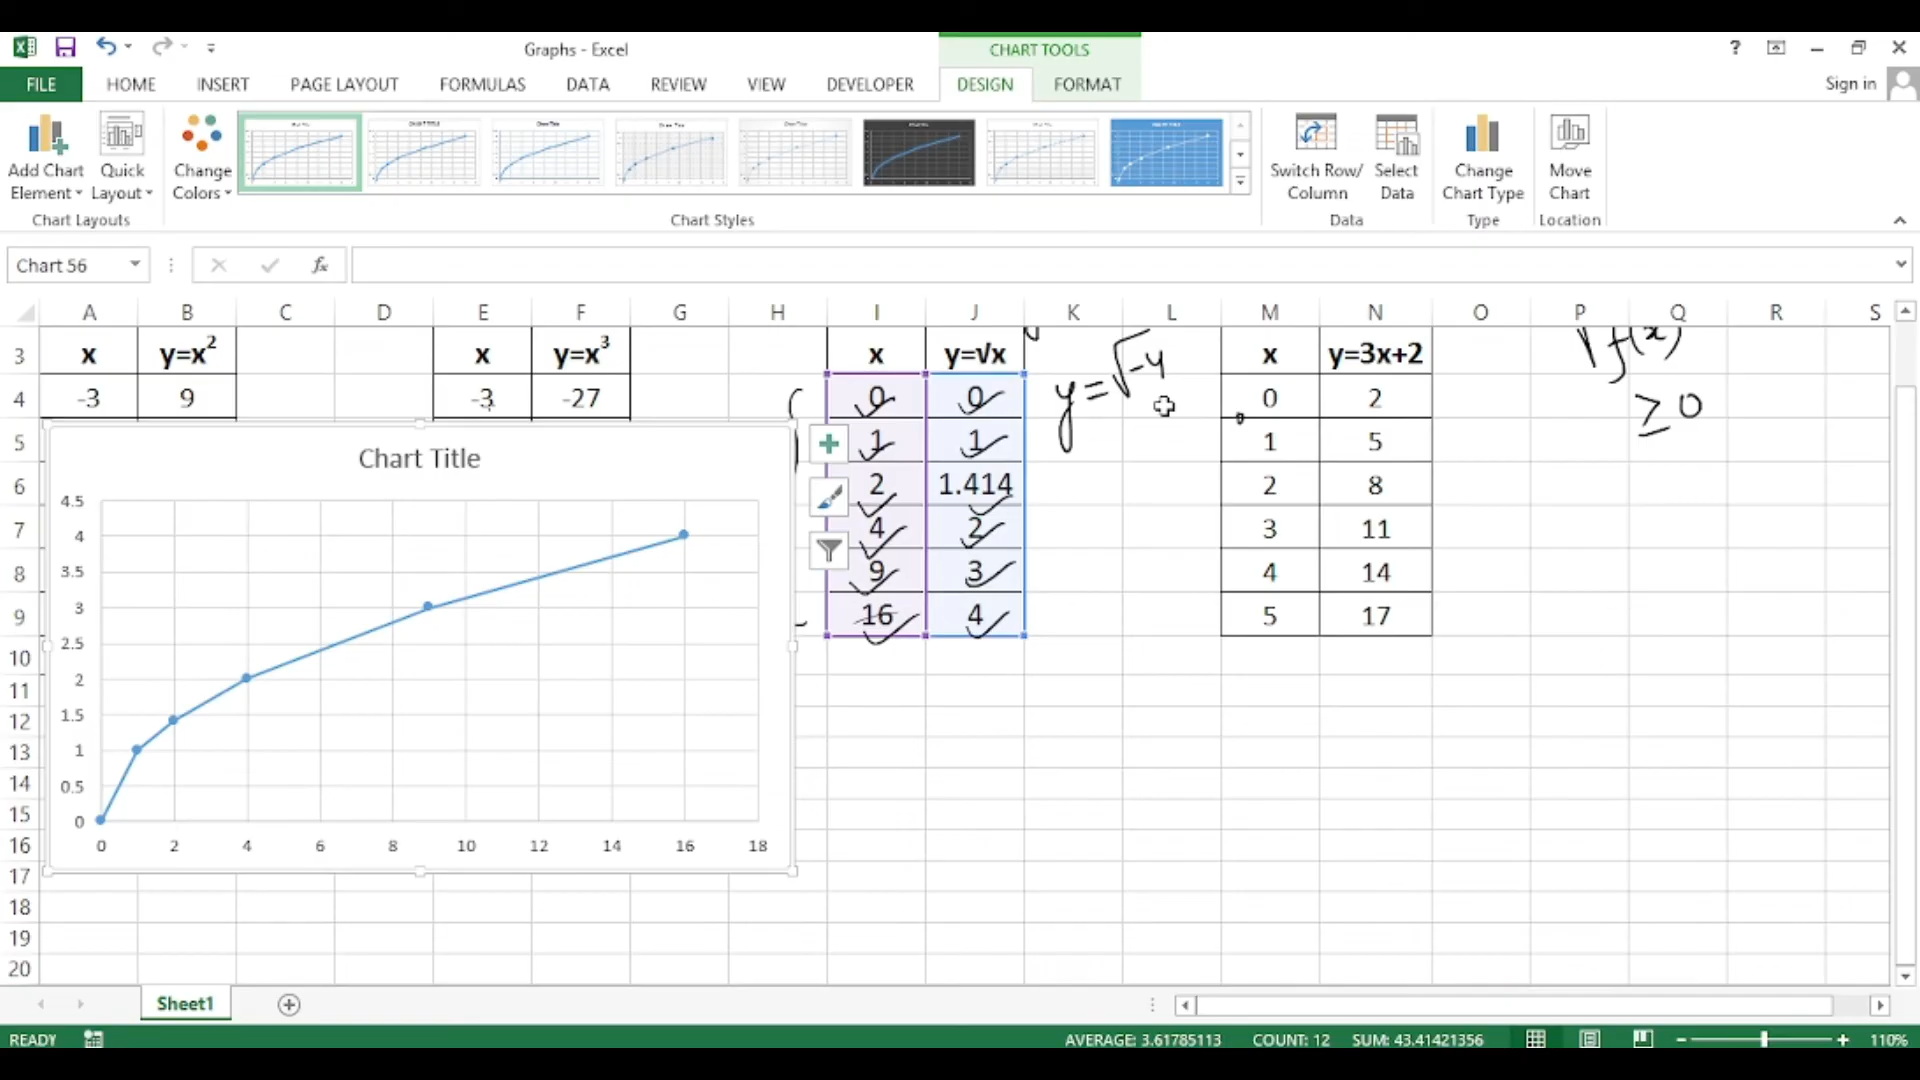 Graphs - Excel
CHART TOOLS
?
FILE
HOME
INSERT
PAGE LAYOUT
FORMULAS
DATA
REVIEW
VIEW
DEVELOPER
DESIGN
FORMAT
Sign in
Add Chart Element
Quick Layout
Change Colors
Switch Row/ Column
Select Data
Change Chart Type
Move Chart
Chart Layouts
Chart Styles
Data
Type
Location
Chart 56
fx
A B C D E F G H I J K L M N O P Q R S
3 x y=x² x y=x³ x y=√x x y=3x+2
4 -3 9 -3 -27 0 0 0 2
5 1 1 1 5
6 2 1.414 2 8
7 4 2 3 11
8 9 3 4 14
9 16 4 5 17
10
11
12
13
14
15
16
17
18
19
20
y=√-4
√f(x)
≥0
Chart Title
4.5
4
3.5
3
2.5
2
1.5
1
0.5
0
0 2 4 6 8 10 12 14 16 18
Sheet1
READY
AVERAGE: 3.61785113
COUNT: 12
SUM: 43.41421356
110%